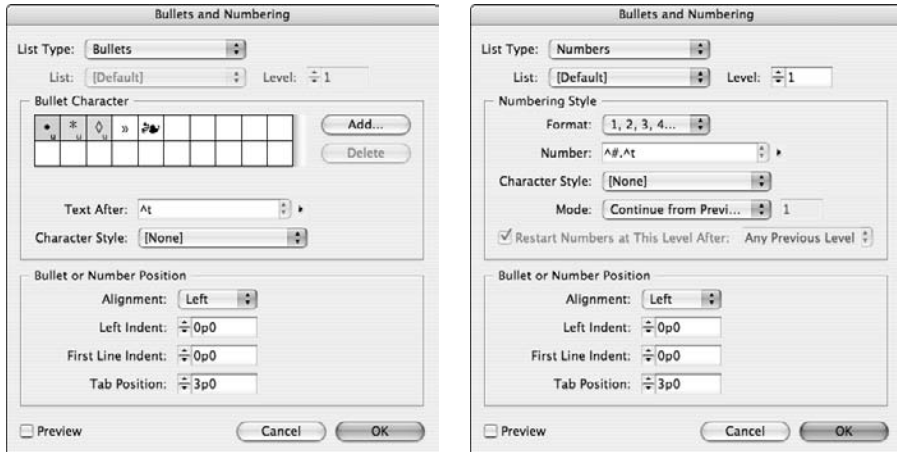 Bullets and Numbering
List Type: Bullets
List: [Default] Level: 1
Bullet Character
• u * u ◊ u »
Add...
Delete
Text After: ^t
Character Style: [None]
Bullet or Number Position
Alignment: Left
Left Indent: 0p0
First Line Indent: 0p0
Tab Position: 3p0
Preview Cancel OK
Bullets and Numbering
List Type: Numbers
List: [Default] Level: 1
Numbering Style
Format: 1, 2, 3, 4...
Number: ^#.^t
Character Style: [None]
Mode: Continue from Previ... 1
Restart Numbers at This Level After: Any Previous Level
Bullet or Number Position
Alignment: Left
Left Indent: 0p0
First Line Indent: 0p0
Tab Position: 3p0
Preview Cancel OK